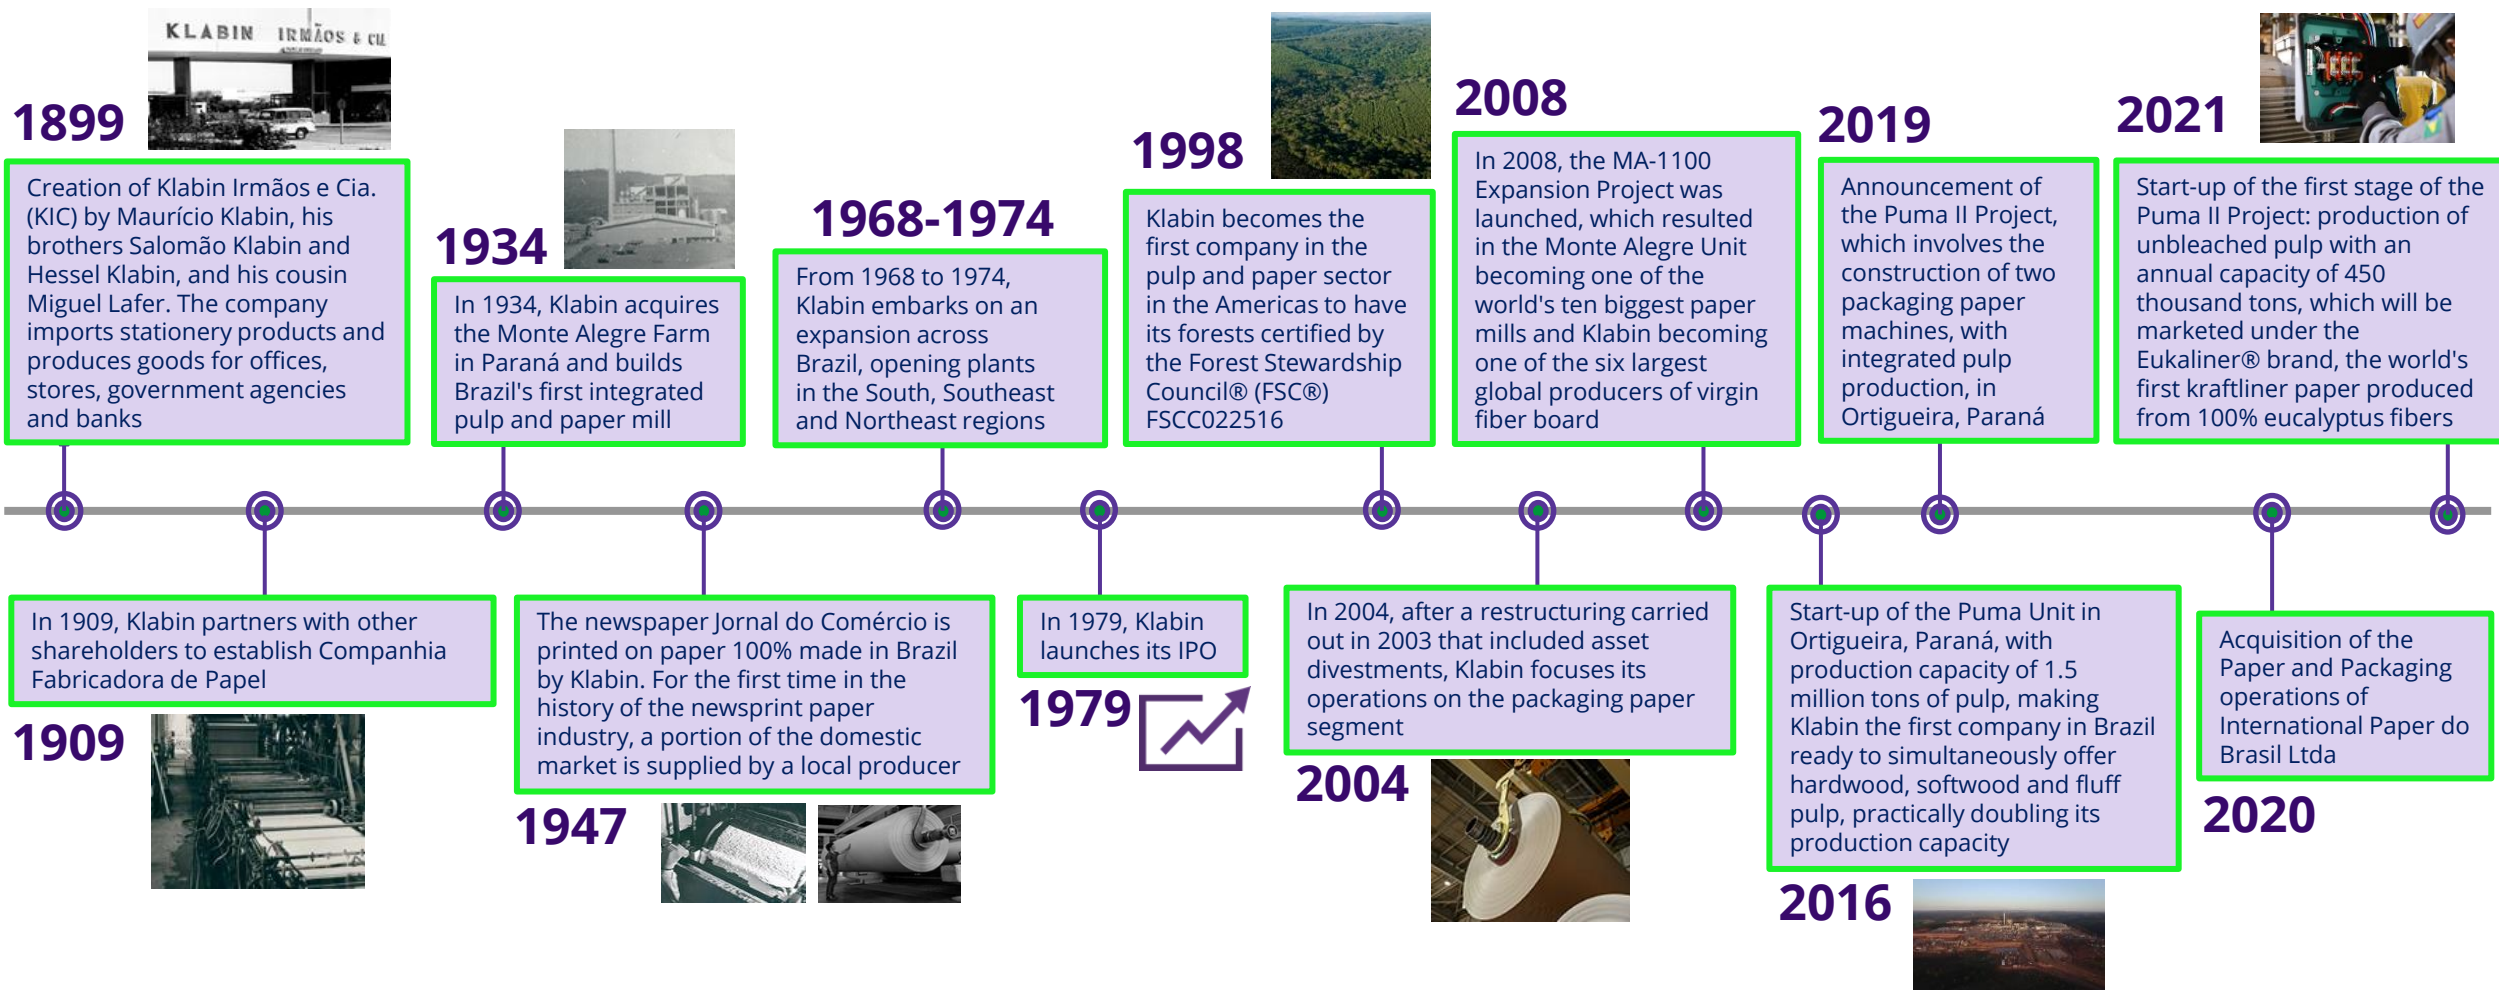 KLABIN IRMÃOS & CIA.
1899
Creation of Klabin Irmãos e Cia.
(KIC) by Maurício Klabin, his
brothers Salomão Klabin and
Hessel Klabin, and his cousin
Miguel Lafer. The company
imports stationery products and
produces goods for offices,
stores, government agencies
and banks
In 1909, Klabin partners with other
shareholders to establish Companhia
Fabricadora de Papel
1909
1934
In 1934, Klabin acquires
the Monte Alegre Farm
in Paraná and builds
Brazil's first integrated
pulp and paper mill
The newspaper Jornal do Comércio is
printed on paper 100% made in Brazil
by Klabin. For the first time in the
history of the newsprint paper
industry, a portion of the domestic
market is supplied by a local producer
1947
1968-1974
From 1968 to 1974,
Klabin embarks on an
expansion across
Brazil, opening plants
in the South, Southeast
and Northeast regions
In 1979, Klabin
launches its IPO
1979
1998
Klabin becomes the
first company in the
pulp and paper sector
in the Americas to have
its forests certified by
the Forest Stewardship
Council® (FSC®)
FSCC022516
In 2004, after a restructuring carried
out in 2003 that included asset
divestments, Klabin focuses its
operations on the packaging paper
segment
2004
2008
In 2008, the MA-1100
Expansion Project was
launched, which resulted
in the Monte Alegre Unit
becoming one of the
world's ten biggest paper
mills and Klabin becoming
one of the six largest
global producers of virgin
fiber board
Start-up of the Puma Unit in
Ortigueira, Paraná, with
production capacity of 1.5
million tons of pulp, making
Klabin the first company in Brazil
ready to simultaneously offer
hardwood, softwood and fluff
pulp, practically doubling its
production capacity
2016
2019
Announcement of
the Puma II Project,
which involves the
construction of two
packaging paper
machines, with
integrated pulp
production, in
Ortigueira, Paraná
Acquisition of the
Paper and Packaging
operations of
International Paper do
Brasil Ltda
2020
2021
Start-up of the first stage of the
Puma II Project: production of
unbleached pulp with an
annual capacity of 450
thousand tons, which will be
marketed under the
Eukaliner® brand, the world's
first kraftliner paper produced
from 100% eucalyptus fibers